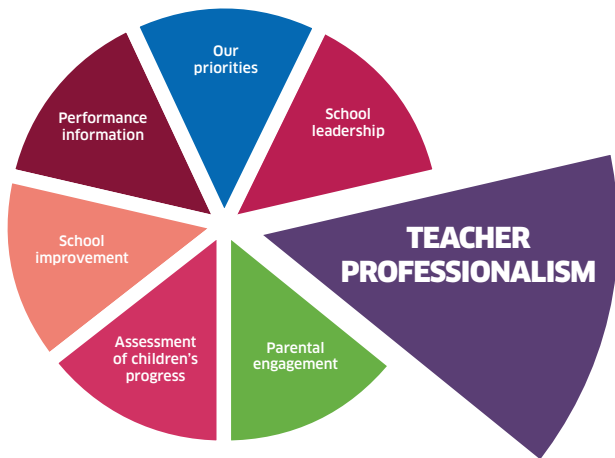 Our
priorities
School
leadership
TEACHER
PROFESSIONALISM
Parental
engagement
Assessment
of children's
progress
School
improvement
Performance
information